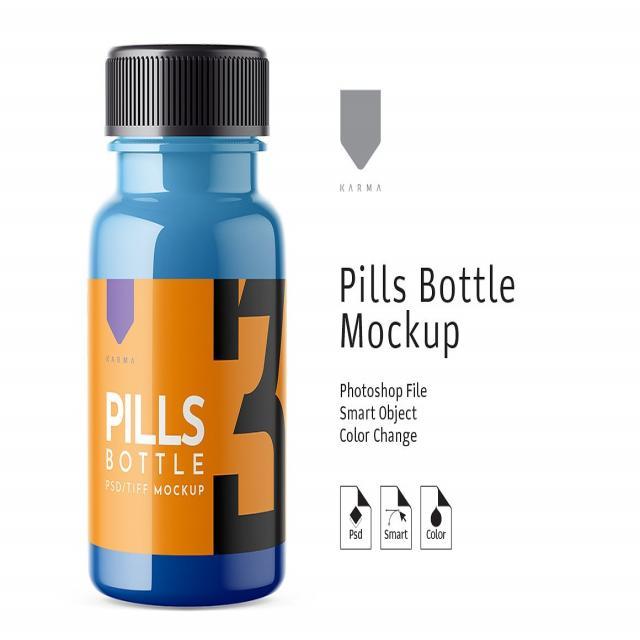 KARMA
Pills Bottle
Mockup
Photoshop File
Smart Object
Color Change
Psd
Smart
Color
KARMA
3
PILLS
BOTTLE
PSD/TIFF MOCKUP